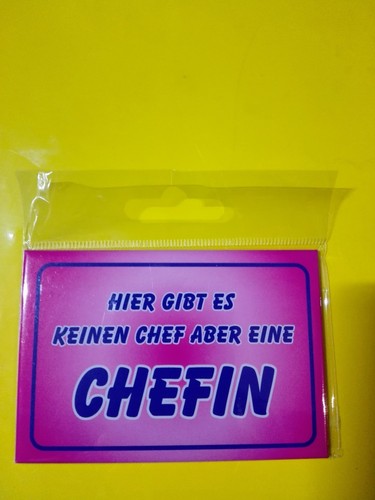 HIER GIBT ES
KEINEN CHEF ABER EINE
CHEFIN